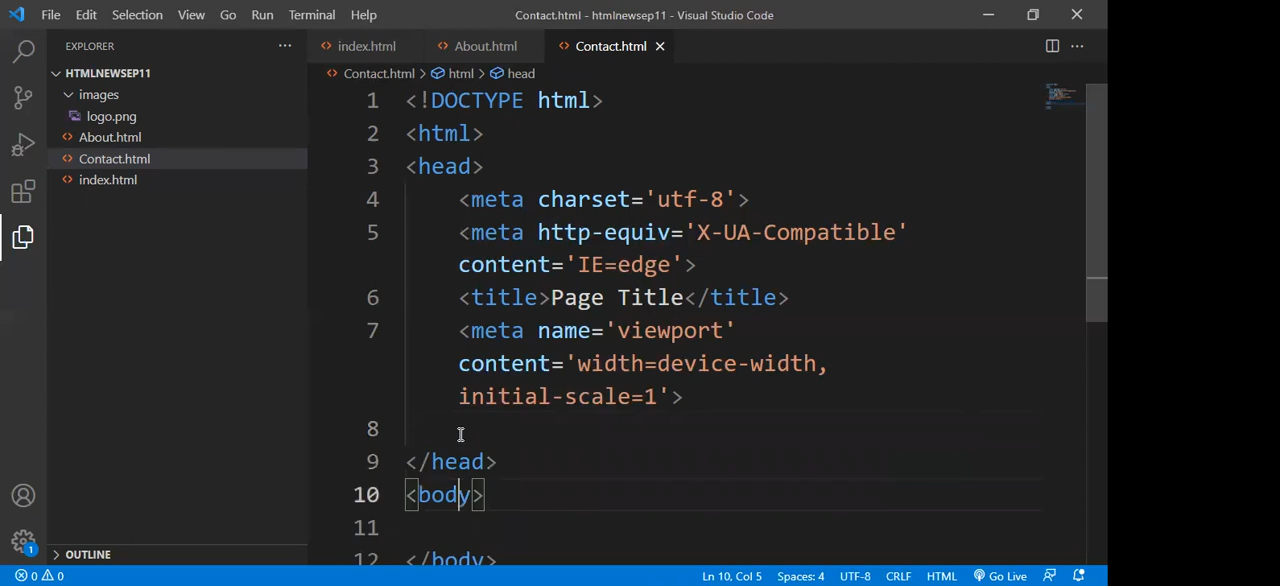 File Edit Selection View Go Run Terminal Help Contact.html - htmlnewsep11 - Visual Studio Code
EXPLORER
HTMLNEWSEP11
images
logo.png
About.html
Contact.html
index.html
OUTLINE
index.html About.html Contact.html
Contact.html > html > head
1 <!DOCTYPE html>
2 <html>
3 <head>
4 <meta charset='utf-8'>
5 <meta http-equiv='X-UA-Compatible'
content='IE=edge'>
6 <title>Page Title</title>
7 <meta name='viewport'
content='width=device-width,
initial-scale=1'>
8
9 </head>
10 <body>
11
12 </body>
1
0 0 Ln 10, Col 5 Spaces: 4 UTF-8 CRLF HTML Go Live